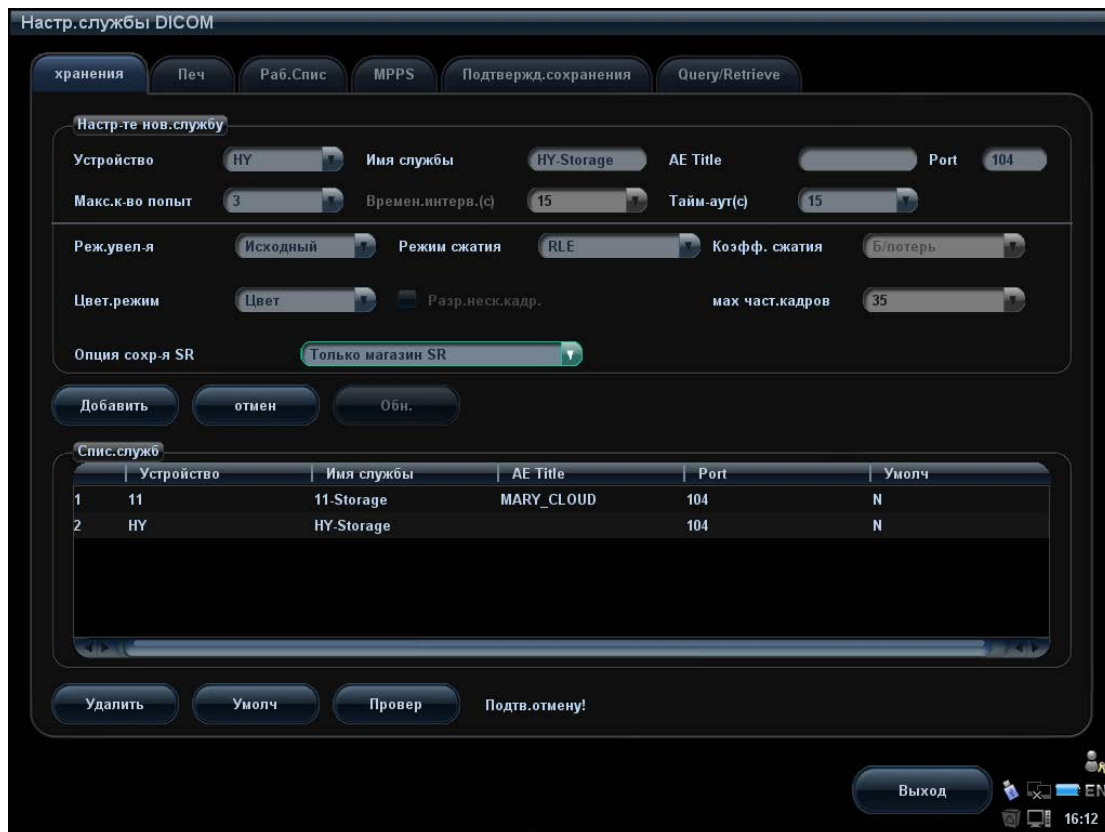 Настр.службы DICOM
хранения Печ Раб.Спис MPPS Подтвержд.сохранения Query/Retrieve
Настр-те нов.службу
Устройство HY Имя службы HY-Storage AE Title Port 104
Макс.к-во попыт 3 Времен.интерв.(с) 15 Тайм-аут(с) 15
Реж.увел-я Исходный Режим сжатия RLE Коэфф. сжатия Б/потерь
Цвет.режим Цвет Разр.неск.кадр. мах част.кадров 35
Опция сохр-я SR Только магазин SR
Добавить отмен Обн.
Спис.служб
Устройство Имя службы AE Title Port Умолч
1 11 11-Storage MARY_CLOUD 104 N
2 HY HY-Storage 104 N
Удалить Умолч Провер Подтв.отмену!
Выход
EN
16:12